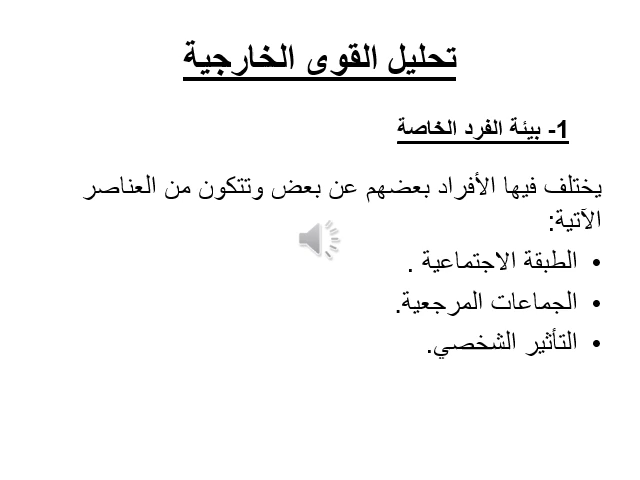 تحليل القوى الخارجية
1- بيئة الفرد الخاصة
يختلف فيها الأفراد بعضهم عن بعض وتتكون من العناصر
الآتية:
• الطبقة الاجتماعية .
• الجماعات المرجعية.
• التأثير الشخصي.